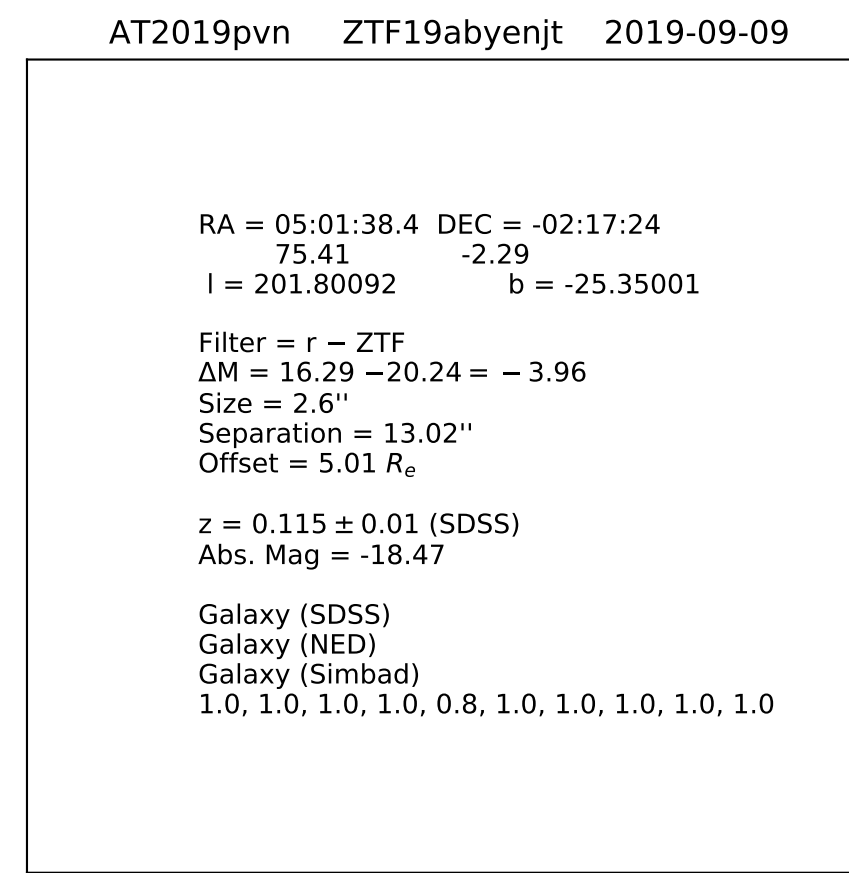 AT2019pvn ZTF19abyenjt 2019-09-09
RA = 05:01:38.4 DEC = -02:17:24
75.41 -2.29
l = 201.80092 b = -25.35001
Filter = r − ZTF
ΔM = 16.29 −20.24 = − 3.96
Size = 2.6''
Separation = 13.02''
Offset = 5.01 Re
z = 0.115 ± 0.01 (SDSS)
Abs. Mag = -18.47
Galaxy (SDSS)
Galaxy (NED)
Galaxy (Simbad)
1.0, 1.0, 1.0, 1.0, 0.8, 1.0, 1.0, 1.0, 1.0, 1.0